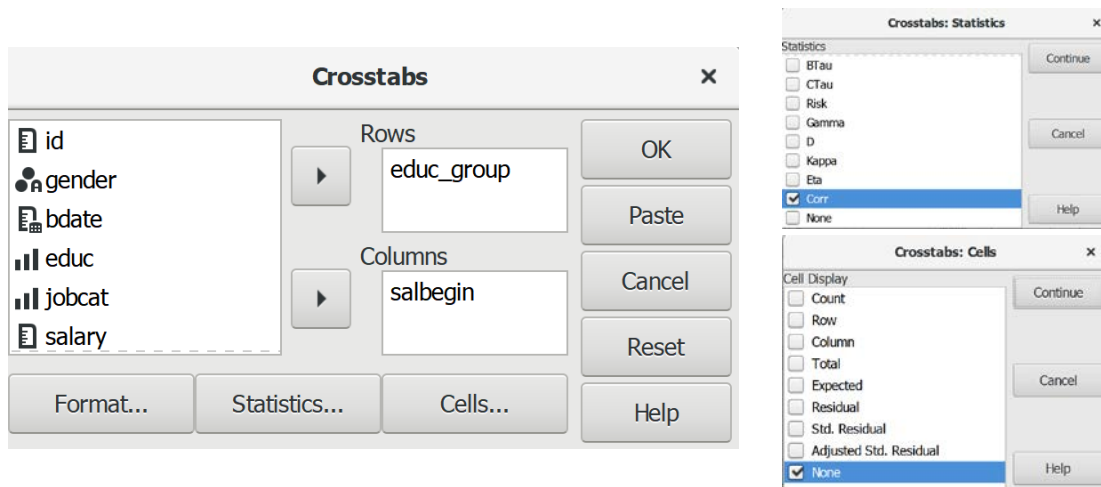 Crosstabs
id
gender
bdate
educ
jobcat
salary
Rows
educ_group
Columns
salbegin
OK
Paste
Cancel
Reset
Help
Format...
Statistics...
Cells...
Crosstabs: Statistics
Statistics
BTau
CTau
Risk
Gamma
D
Kappa
Eta
Corr
None
Continue
Cancel
Help
Crosstabs: Cells
Cell Display
Count
Row
Column
Total
Expected
Residual
Std. Residual
Adjusted Std. Residual
None
Continue
Cancel
Help